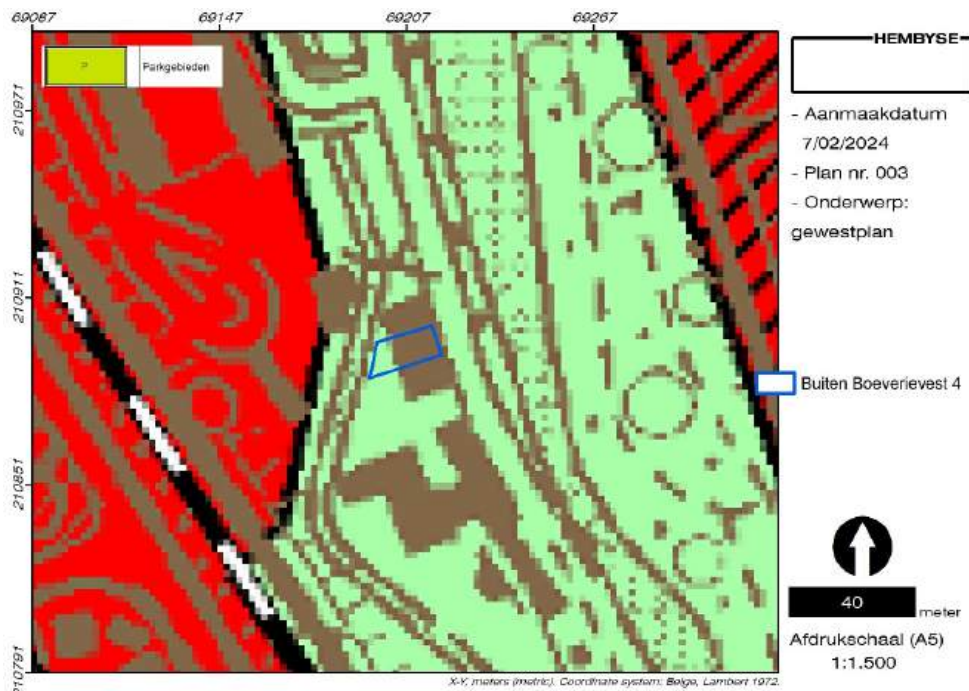 69087 69147 69207 69267
P Parkgebieden
210971
210911
210851
210791
HEMBYSE
- Aanmaakdatum
7/02/2024
- Plan nr. 003
- Onderwerp:
gewestplan
Buiten Boeverievest 4
40 meter
Afdrukschaal (A5)
1:1.500
X-Y, meters (metric). Coordinate system: Belge, Lambert 1972.